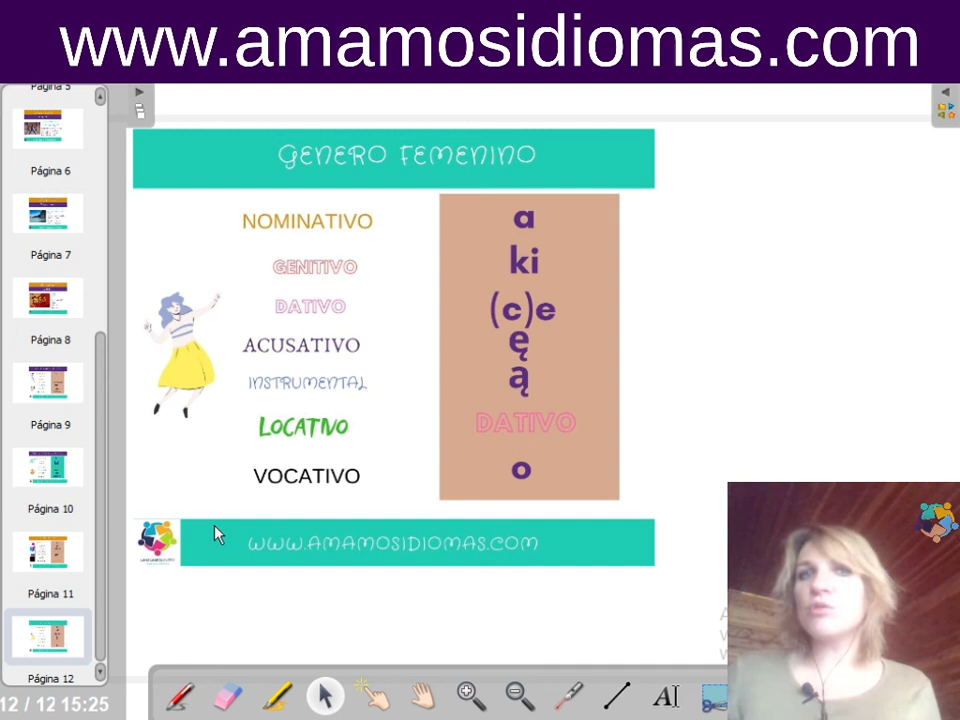 www.amamosidiomas.com
Página 5
Página 6
Página 7
Página 8
Página 9
Página 10
Página 11
Página 12
12 / 12 15:25
GENERO FEMENINO
NOMINATIVO a
GENITIVO ki
DATIVO (c)e
ACUSATIVO ę
INSTRUMENTAL ą
LOCATIVO DATIVO
VOCATIVO o
WWW.AMAMOSIDIOMAS.COM
A